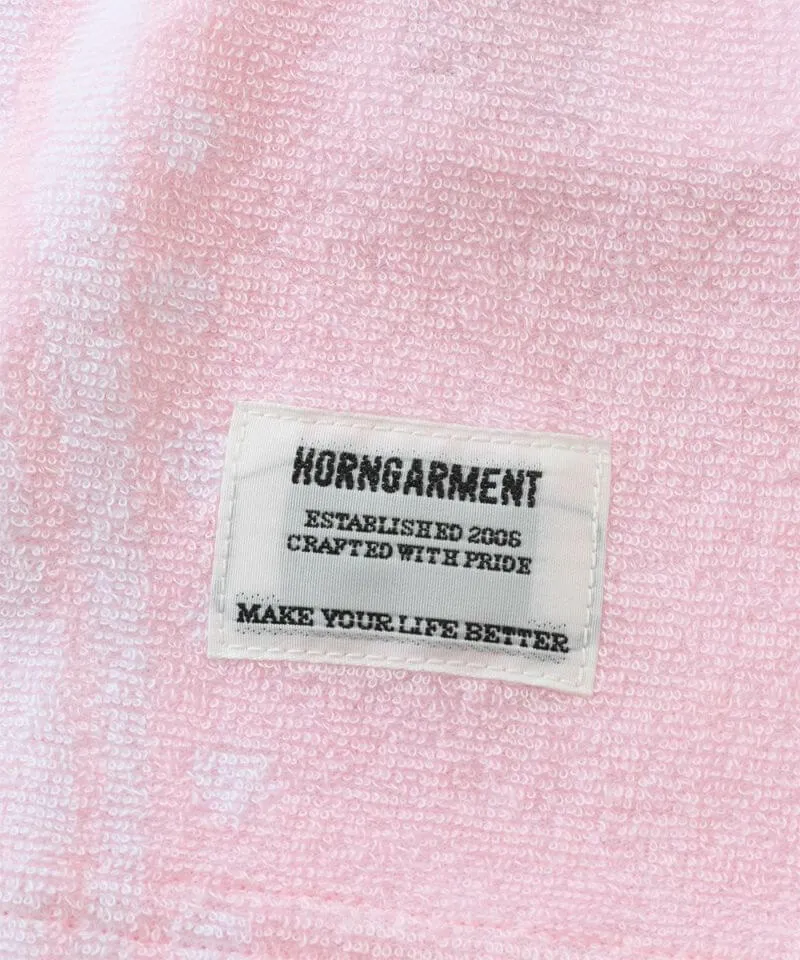 HORNGARMENT
ESTABLISHED 2006
CRAFTED WITH PRIDE
MAKE YOUR LIFE BETTER